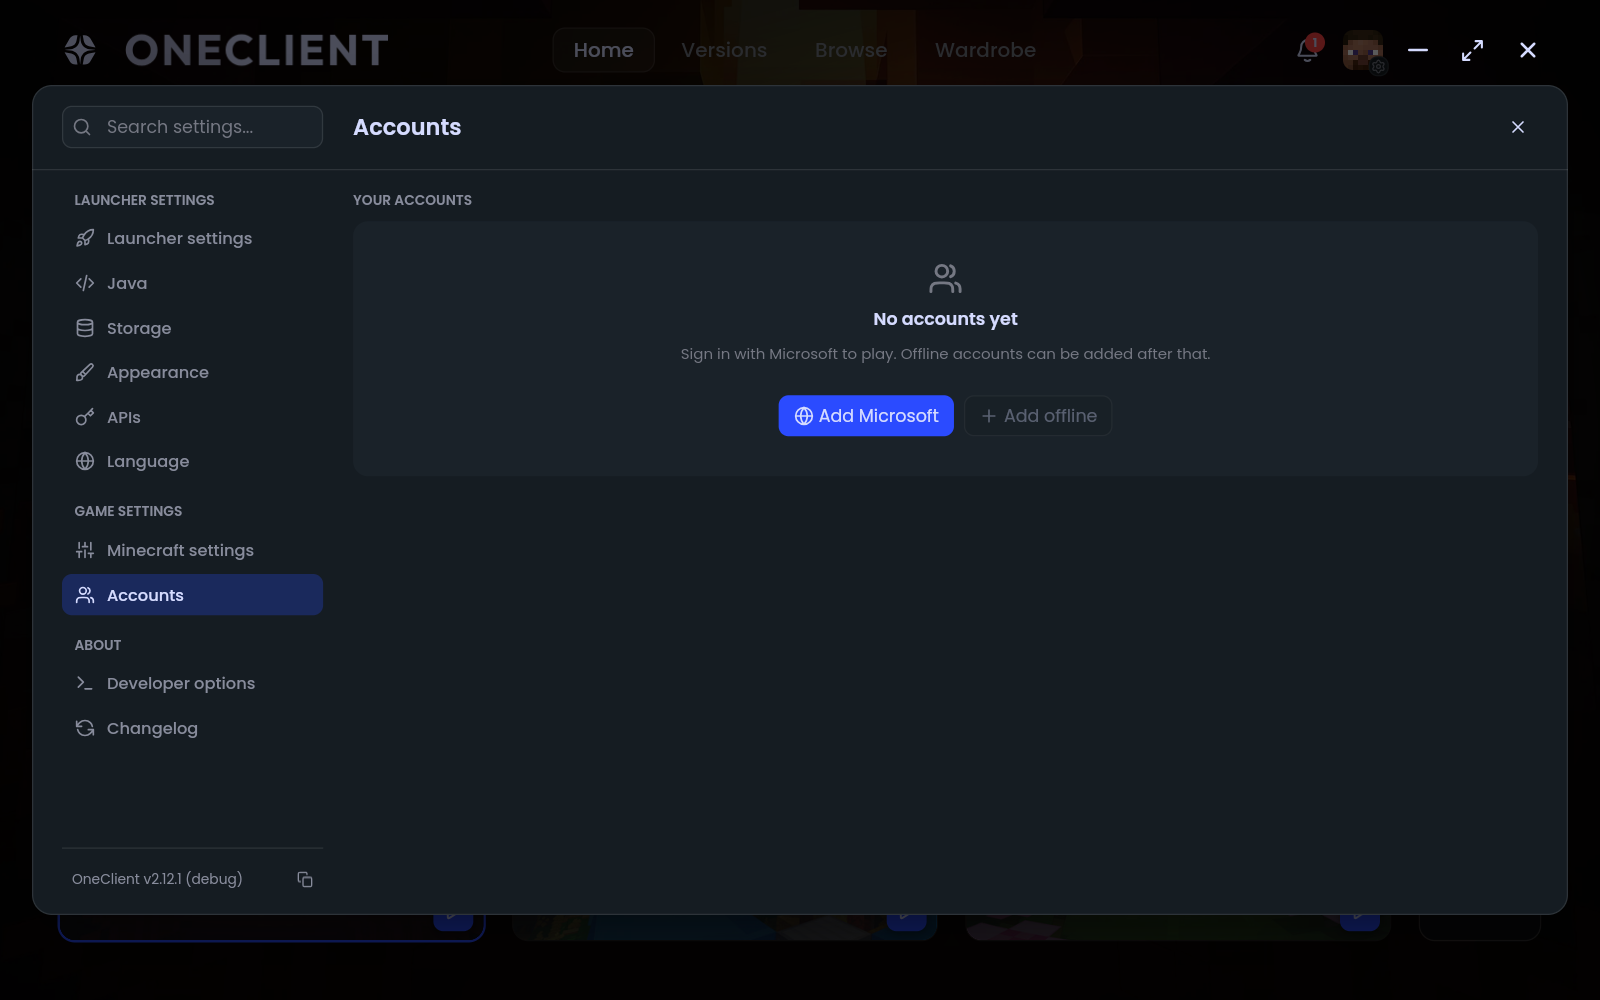 ONECLIENT
Home
Versions
Browse
Wardrobe
1
Search settings...
Accounts
LAUNCHER SETTINGS
Launcher settings
Java
Storage
Appearance
APIs
Language
GAME SETTINGS
Minecraft settings
Accounts
ABOUT
Developer options
Changelog
OneClient v2.12.1 (debug)
YOUR ACCOUNTS
No accounts yet
Sign in with Microsoft to play. Offline accounts can be added after that.
Add Microsoft
Add offline